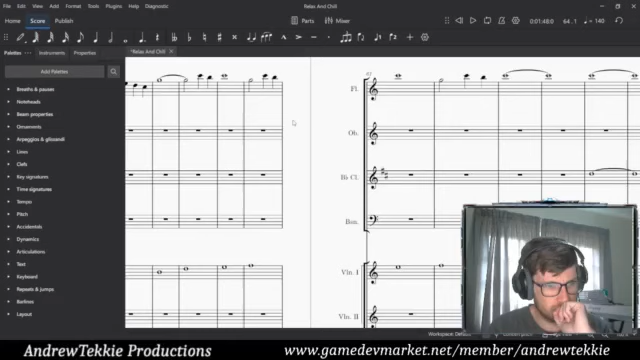 File Edit View Add Format Tools Plugins Help Diagnostic
Relax And Chill
Home Score Publish
Parts Mixer
0:01:48:0 64 . 1 = 140
Palettes Instruments Properties
*Relax And Chill
Add Palettes
Breaths & pauses
Noteheads
Beam properties
Ornaments
Arpeggios & glissandi
Lines
Clefs
Key signatures
Time signatures
Tempo
Pitch
Accidentals
Dynamics
Articulations
Text
Keyboard
Repeats & jumps
Barlines
Layout
Fl.
Ob.
B♭ Cl.
Bsn.
Vln. I
Vln. II
Workspace: Default
AndrewTekkie Productions www.gamedevmarket.net/member/andrewtekkie